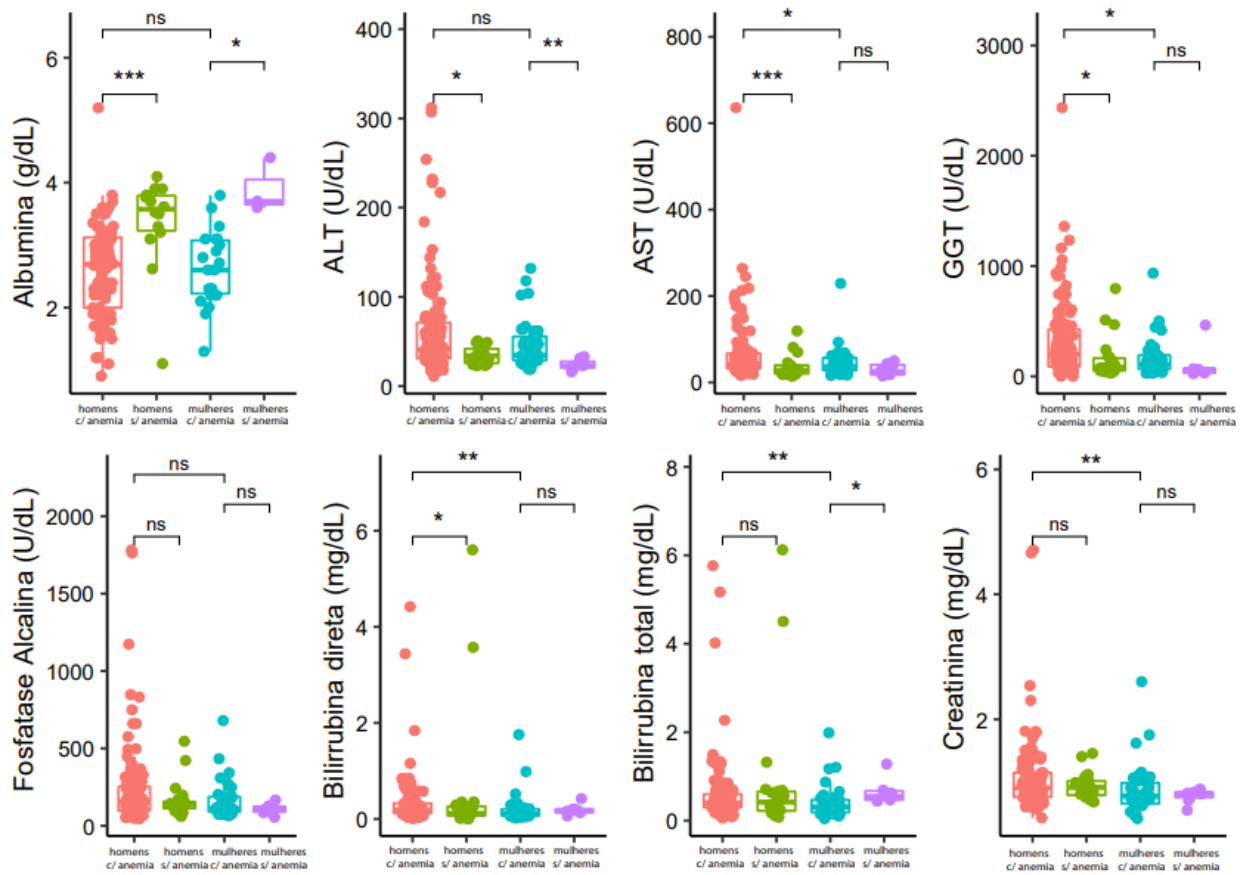 Albumina (g/dL)
6
4
2
ns
*
***
homens c/ anemia
homens s/ anemia
mulheres c/ anemia
mulheres s/ anemia
ALT (U/dL)
400
300
200
100
0
ns
**
*
homens c/ anemia
homens s/ anemia
mulheres c/ anemia
mulheres s/ anemia
AST (U/dL)
800
600
400
200
0
*
ns
***
homens c/ anemia
homens s/ anemia
mulheres c/ anemia
mulheres s/ anemia
GGT (U/dL)
3000
2000
1000
0
*
ns
*
homens c/ anemia
homens s/ anemia
mulheres c/ anemia
mulheres s/ anemia
Fosfatase Alcalina (U/dL)
2000
1500
1000
500
0
ns
ns
ns
homens c/ anemia
homens s/ anemia
mulheres c/ anemia
mulheres s/ anemia
Bilirrubina direta (mg/dL)
6
4
2
0
**
ns
*
homens c/ anemia
homens s/ anemia
mulheres c/ anemia
mulheres s/ anemia
Bilirrubina total (mg/dL)
8
6
4
2
0
**
*
ns
homens c/ anemia
homens s/ anemia
mulheres c/ anemia
mulheres s/ anemia
Creatinina (mg/dL)
6
4
2
**
ns
ns
homens c/ anemia
homens s/ anemia
mulheres c/ anemia
mulheres s/ anemia